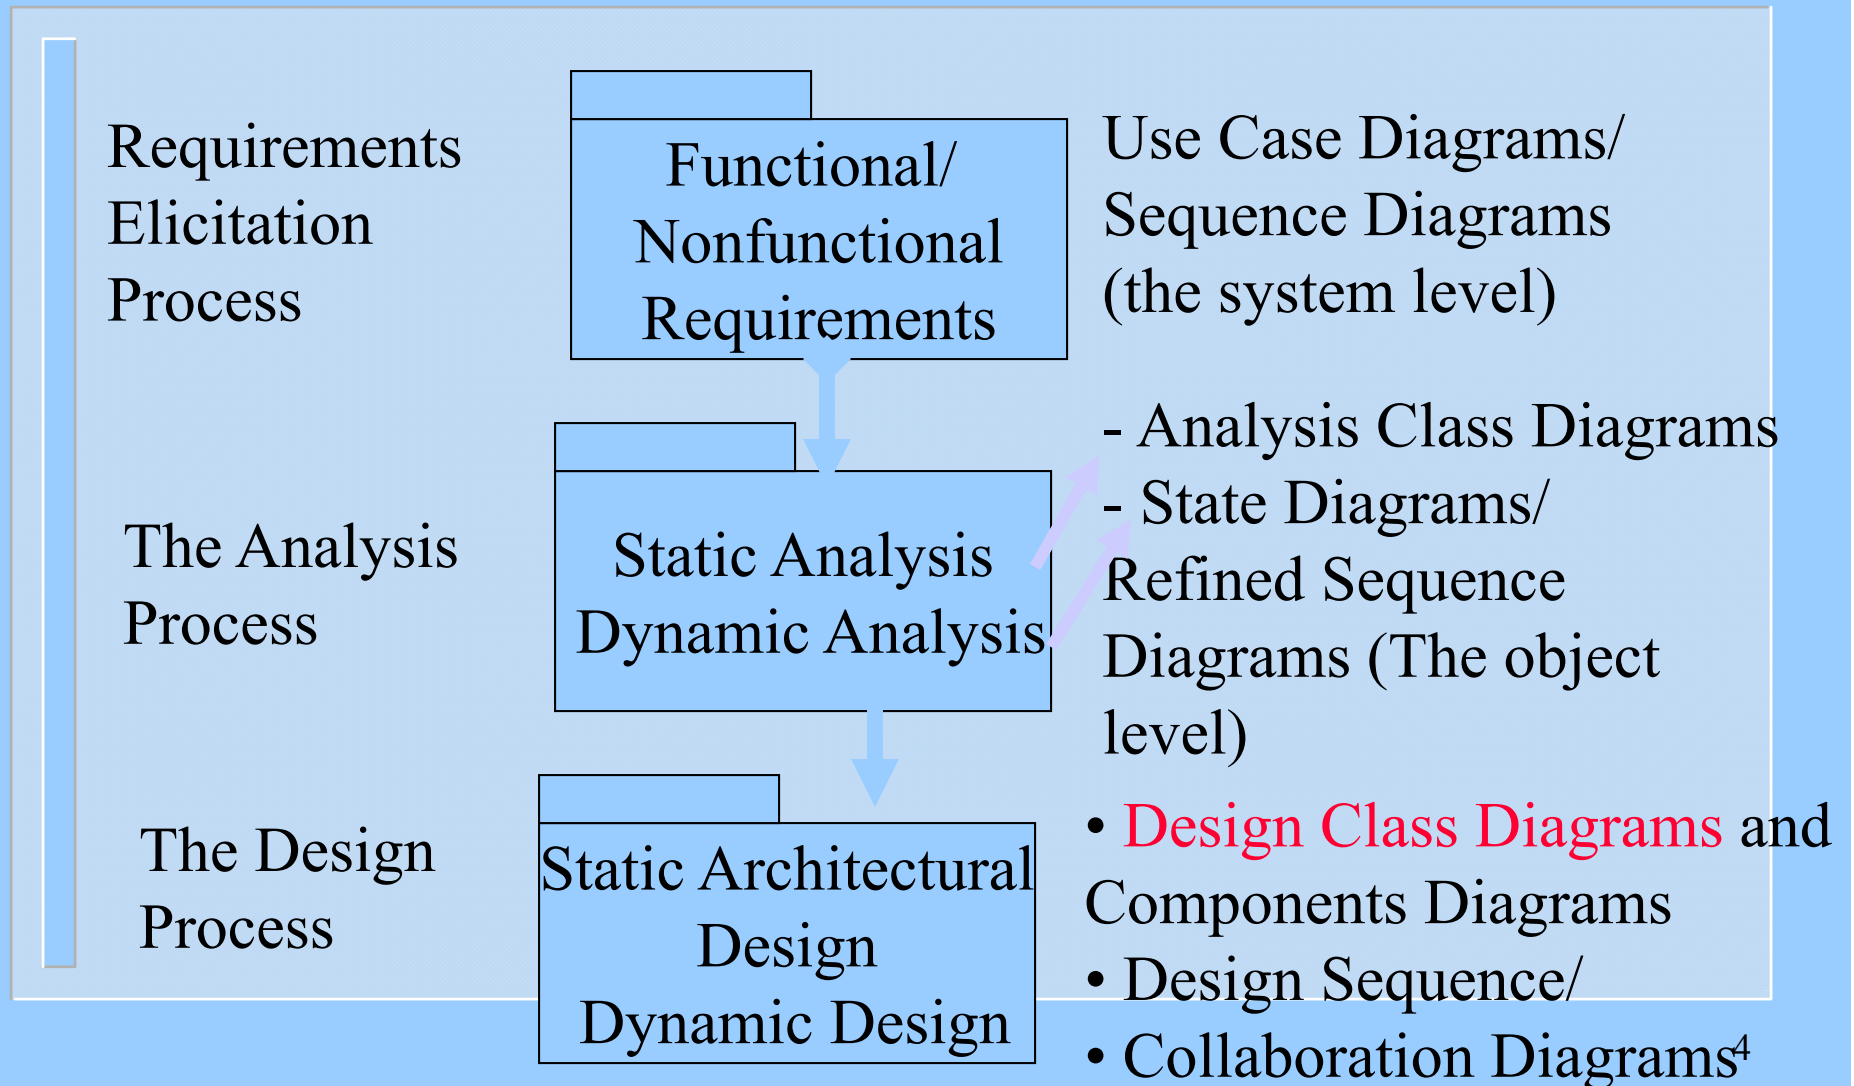 Requirements
Elicitation
Process
Functional/
Nonfunctional
Requirements
Use Case Diagrams/
Sequence Diagrams
(the system level)
The Analysis
Process
Static Analysis
Dynamic Analysis
- Analysis Class Diagrams
- State Diagrams/
Refined Sequence
Diagrams (The object
level)
The Design
Process
Static Architectural
Design
Dynamic Design
• Design Class Diagrams and
Components Diagrams
• Design Sequence/
• Collaboration Diagrams
4